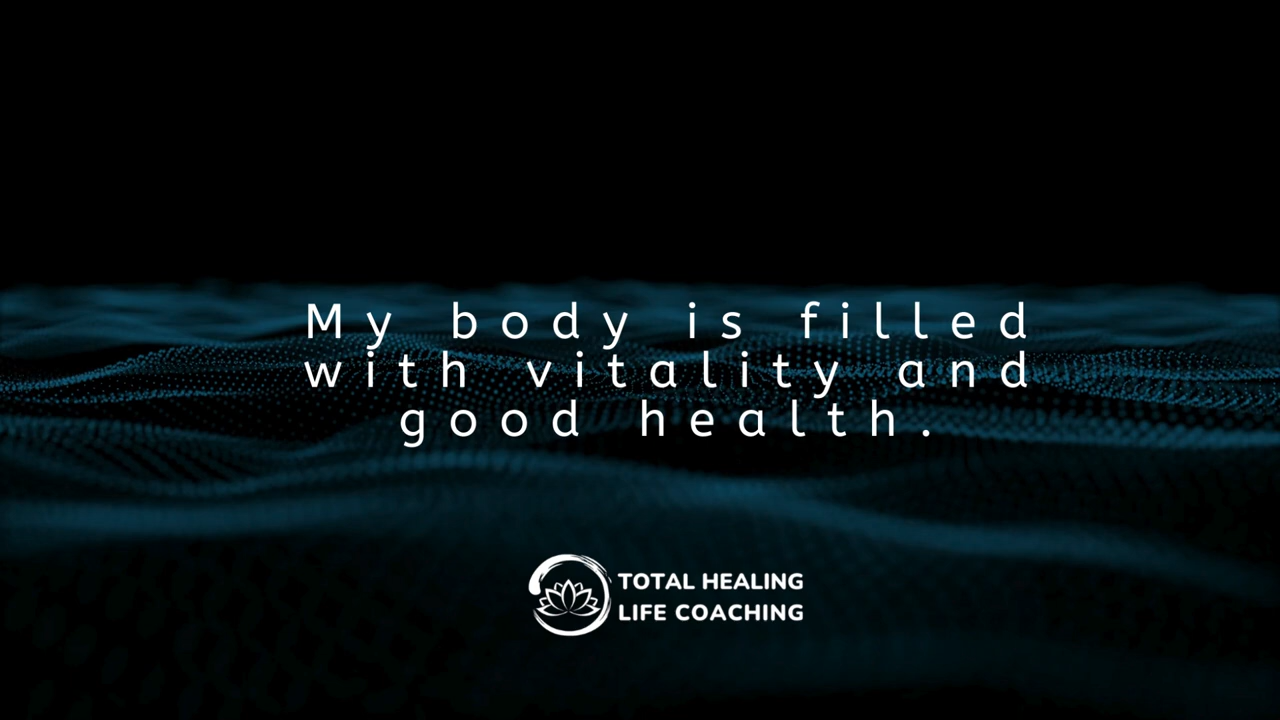 My body is filled
with vitality and
good health.
TOTAL HEALING
LIFE COACHING